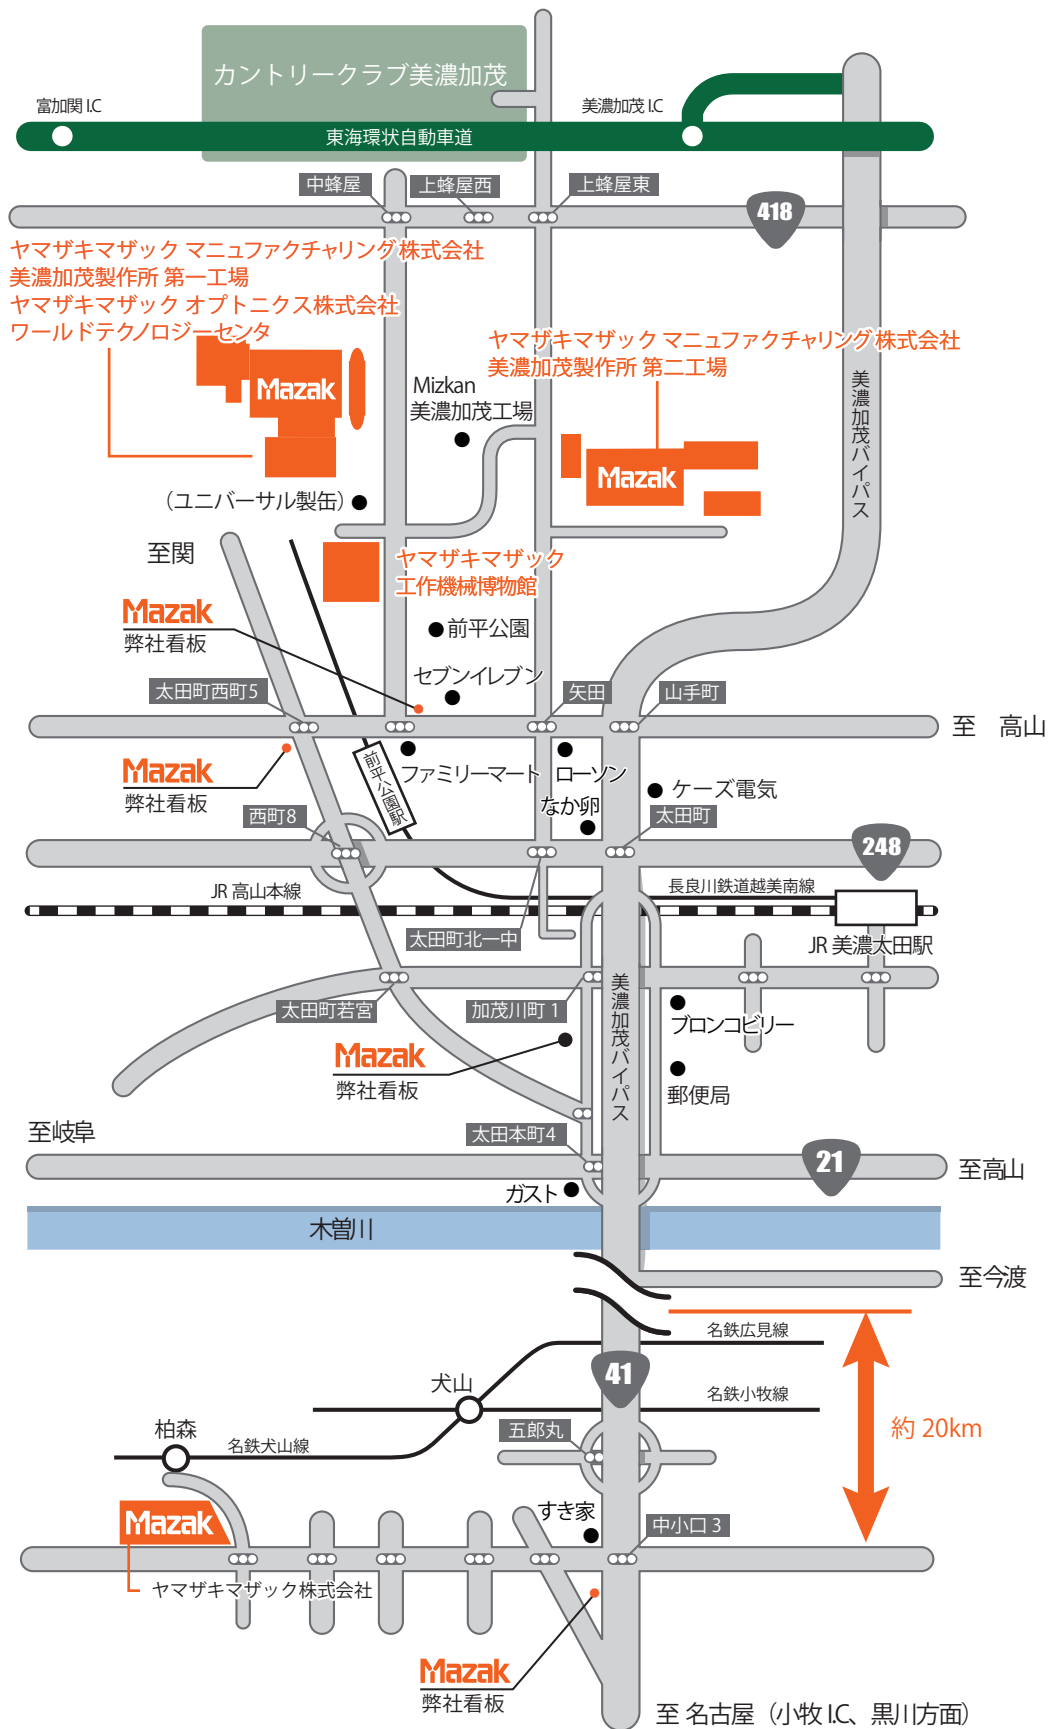 カントリークラブ美濃加茂
富加関 I.C
美濃加茂 I.C
東海環状自動車道
中蜂屋
上蜂屋西
上蜂屋東
418
ヤマザキマザック マニュファクチャリング 株式会社
美濃加茂製作所 第一工場
ヤマザキマザック オプトニクス株式会社
ワールドテクノロジーセンタ
ヤマザキマザック マニュファクチャリング 株式会社
美濃加茂製作所 第二工場
Mazak
Mizkan
美濃加茂工場
美濃加茂バイパス
Mazak
（ユニバーサル製缶）
至関
ヤマザキマザック
工作機械博物館
Mazak
弊社看板
前平公園
セブンイレブン
太田町西町 5
矢田
山手町
至　高山
Mazak
弊社看板
前平公園駅
ファミリーマート
ローソン
ケーズ電気
なか卵
西町 8
太田町
248
JR 高山本線
長良川鉄道越美南線
太田町北一中
JR 美濃太田駅
太田町若宮
加茂川町 1
美濃加茂バイパス
ブロンコビリー
Mazak
弊社看板
郵便局
至岐阜
太田本町 4
21
至高山
ガスト
木曽川
至今渡
名鉄広見線
41
犬山
名鉄小牧線
約 20km
柏森
名鉄犬山線
五郎丸
すき家
中小口 3
Mazak
ヤマザキマザック株式会社
Mazak
弊社看板
至 名古屋（小牧 I.C、黒川方面）